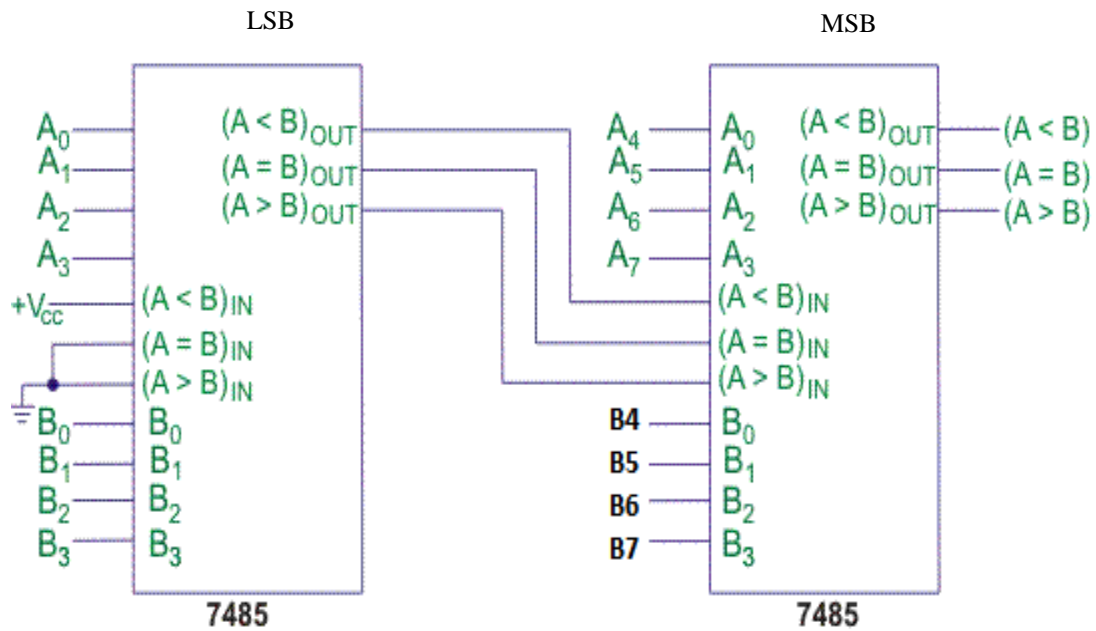 LSB
MSB
A₀
A₁
A₂
A₃
+V_CC
B₀
B₁
B₂
B₃
(A < B)OUT
(A = B)OUT
(A > B)OUT
(A < B)IN
(A = B)IN
(A > B)IN
B₀
B₁
B₂
B₃
7485
A₄
A₅
A₆
A₇
B4
B5
B6
B7
A₀
A₁
A₂
A₃
(A < B)OUT
(A = B)OUT
(A > B)OUT
(A < B)IN
(A = B)IN
(A > B)IN
B₀
B₁
B₂
B₃
(A < B)
(A = B)
(A > B)
7485